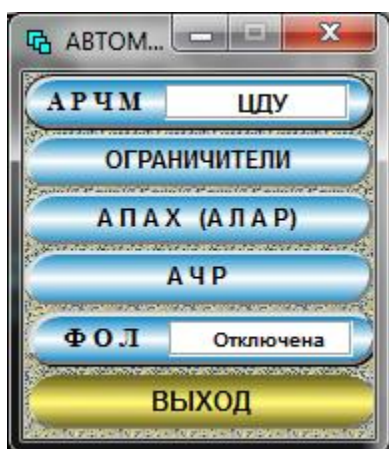 АВТОМ...
АРЧМ ЦДУ
ОГРАНИЧИТЕЛИ
АПАХ (АЛАР)
АЧР
ФОЛ Отключена
ВЫХОД